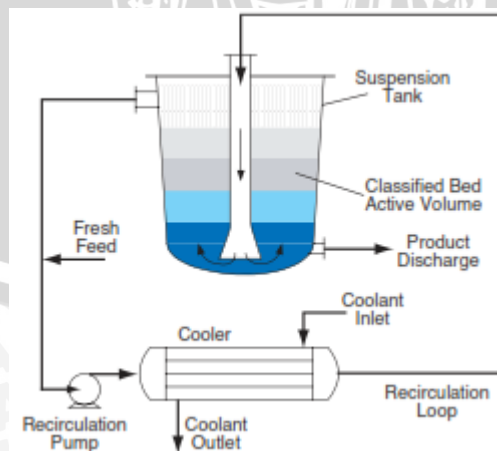 Suspension
Tank
Classified Bed
Active Volume
Fresh
Feed
Product
Discharge
Coolant
Inlet
Cooler
Recirculation
Pump
Coolant
Outlet
Recirculation
Loop